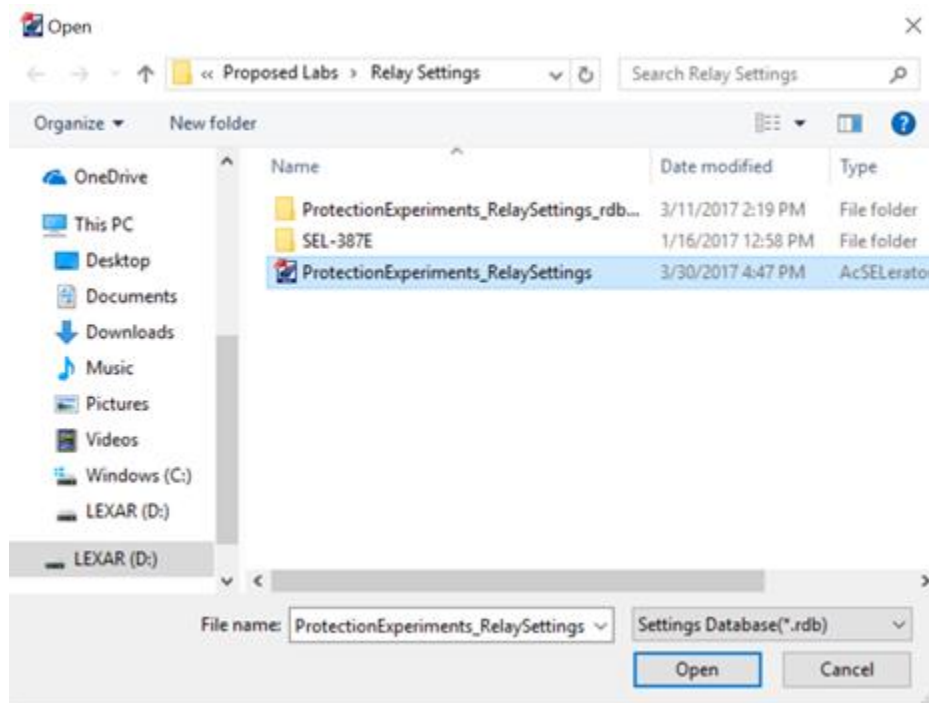 Open
« Proposed Labs › Relay Settings
Search Relay Settings
Organize
New folder
Name
Date modified
Type
OneDrive
This PC
Desktop
Documents
Downloads
Music
Pictures
Videos
Windows (C:)
LEXAR (D:)
LEXAR (D:)
ProtectionExperiments_RelaySettings_rdb... 3/11/2017 2:19 PM File folder
SEL-387E 1/16/2017 12:58 PM File folder
ProtectionExperiments_RelaySettings 3/30/2017 4:47 PM AcSELerato
File name: ProtectionExperiments_RelaySettings Settings Database(*.rdb)
Open Cancel